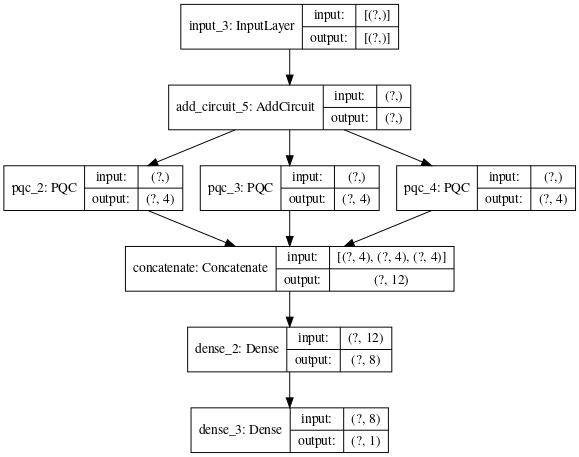 input_3: InputLayer
input: [(?,)]
output: [(?,)]
add_circuit_5: AddCircuit
input: (?,)
output: (?,)
pqc_2: PQC
input: (?,)
output: (?, 4)
pqc_3: PQC
input: (?,)
output: (?, 4)
pqc_4: PQC
input: (?,)
output: (?, 4)
concatenate: Concatenate
input: [(?, 4), (?, 4), (?, 4)]
output: (?, 12)
dense_2: Dense
input: (?, 12)
output: (?, 8)
dense_3: Dense
input: (?, 8)
output: (?, 1)